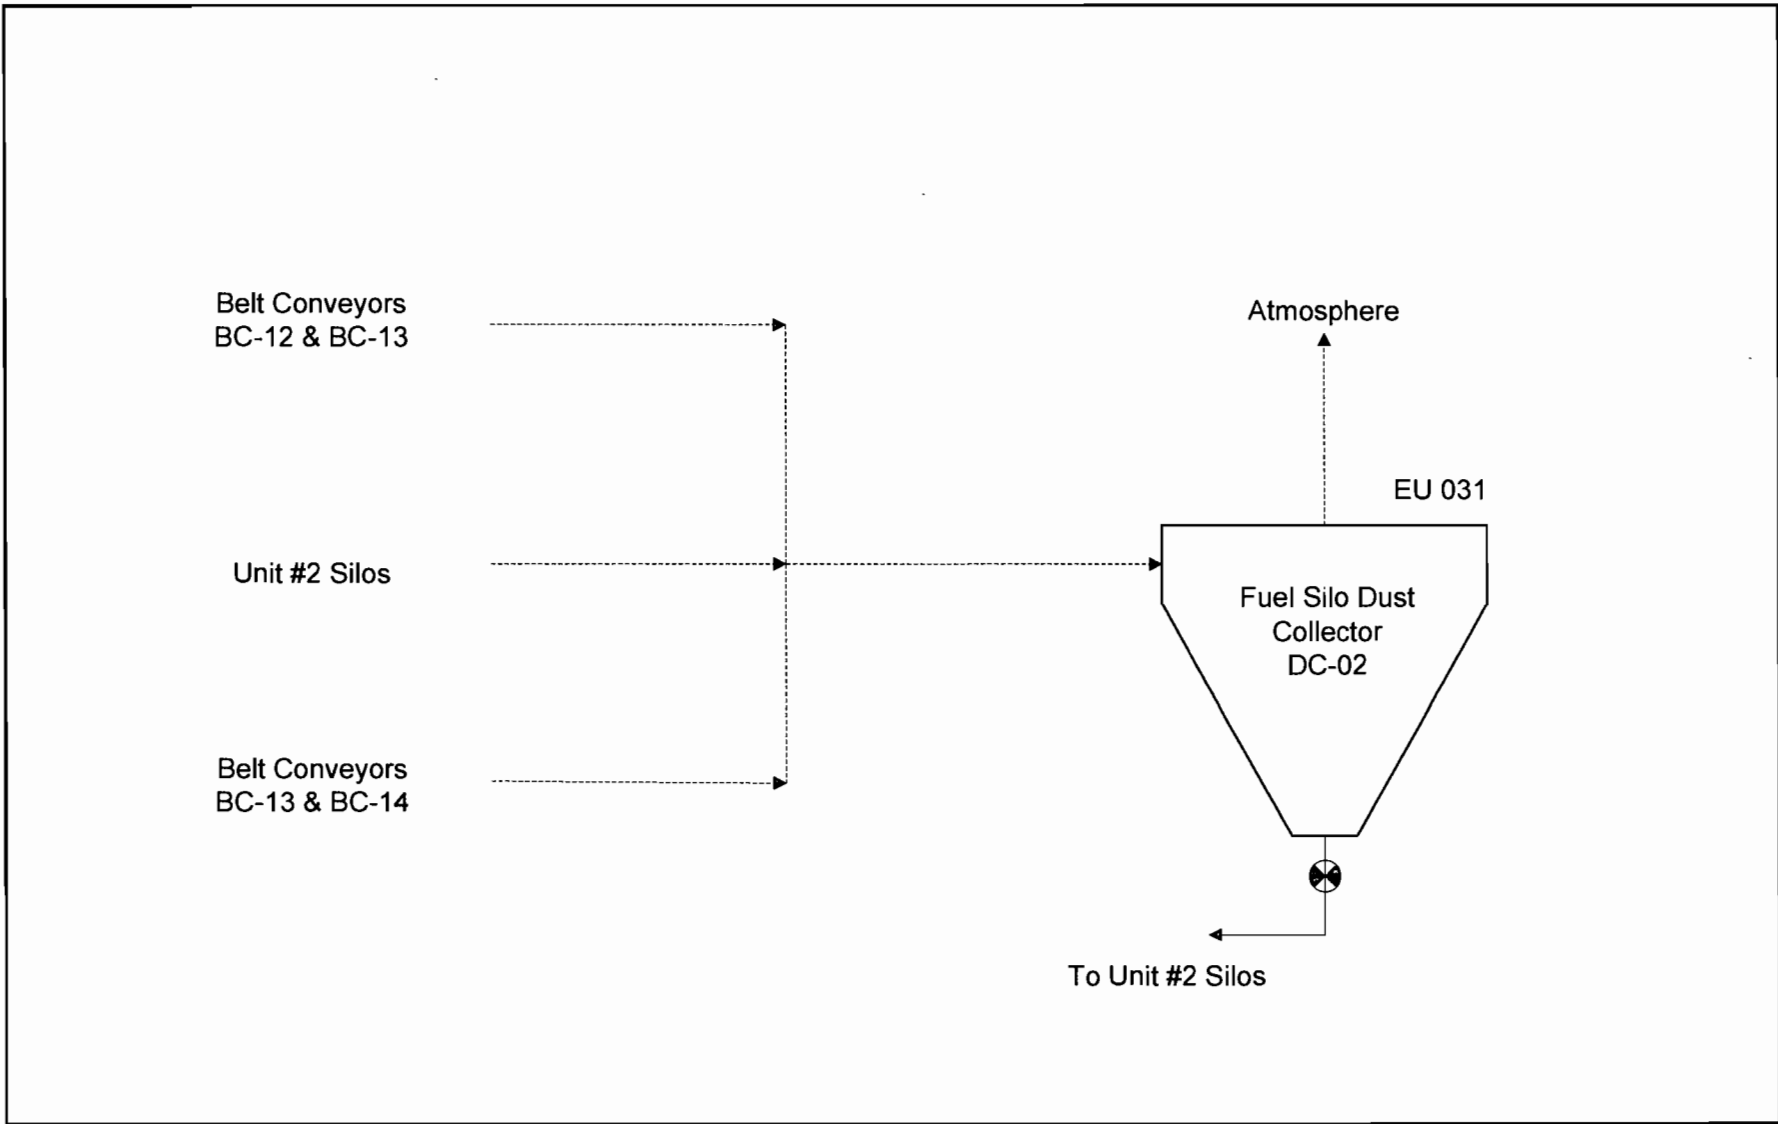 Belt Conveyors
BC-12 & BC-13
Atmosphere
EU 031
Unit #2 Silos
Fuel Silo Dust
Collector
DC-02
Belt Conveyors
BC-13 & BC-14
To Unit #2 Silos